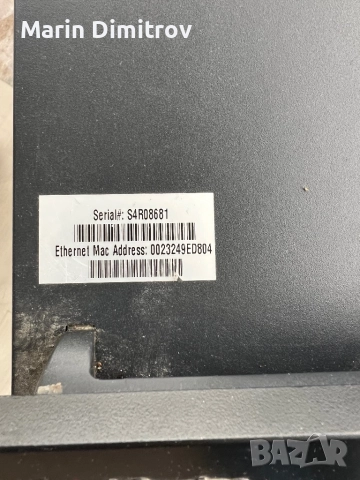 Marin Dimitrov
Serial#: S4R08681
Ethernet Mac Address: 0023249ED804
BAZAR